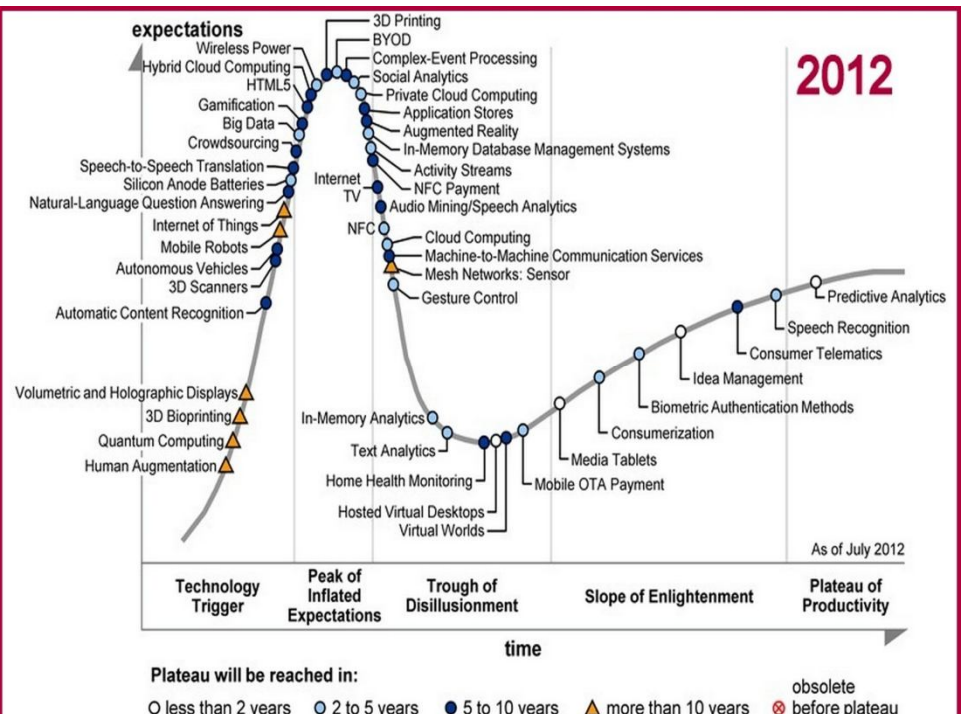 expectations
2012
3D Printing
BYOD
Wireless Power
Complex-Event Processing
Hybrid Cloud Computing
Social Analytics
HTML5
Private Cloud Computing
Gamification
Application Stores
Big Data
Augmented Reality
Crowdsourcing
In-Memory Database Management Systems
Speech-to-Speech Translation
Activity Streams
Silicon Anode Batteries
Internet
TV
NFC Payment
Natural-Language Question Answering
Audio Mining/Speech Analytics
Internet of Things
NFC
Cloud Computing
Mobile Robots
Machine-to-Machine Communication Services
Autonomous Vehicles
Mesh Networks: Sensor
3D Scanners
Gesture Control
Automatic Content Recognition
Predictive Analytics
Speech Recognition
Consumer Telematics
Idea Management
Biometric Authentication Methods
Consumerization
Media Tablets
Mobile OTA Payment
Volumetric and Holographic Displays
3D Bioprinting
Quantum Computing
Human Augmentation
In-Memory Analytics
Text Analytics
Home Health Monitoring
Hosted Virtual Desktops
Virtual Worlds
As of July 2012
Technology
Trigger
Peak of
Inflated
Expectations
Trough of
Disillusionment
Slope of Enlightenment
Plateau of
Productivity
time
Plateau will be reached in:
less than 2 years
2 to 5 years
5 to 10 years
more than 10 years
obsolete
before plateau